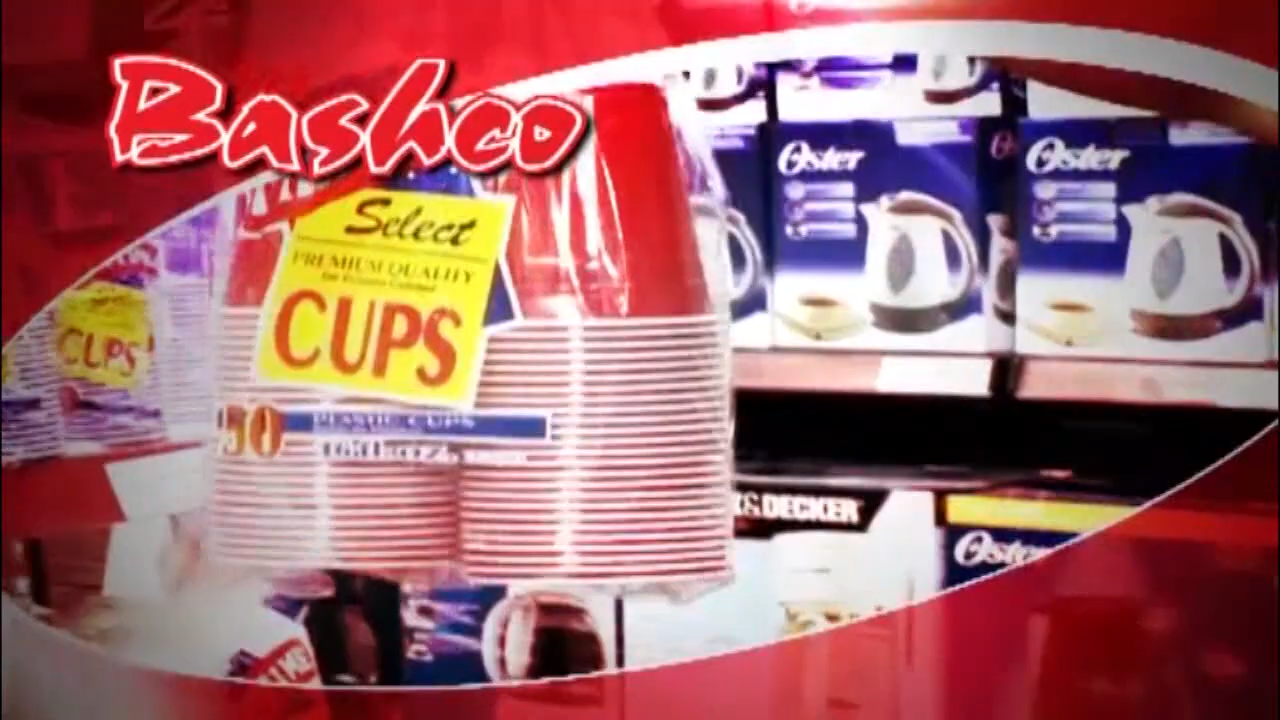 Bashco
Select
PREMIUM QUALITY
CUPS
50
PLASTIC CUPS
CUPS
Oster
Oster
&DECKER
Oster